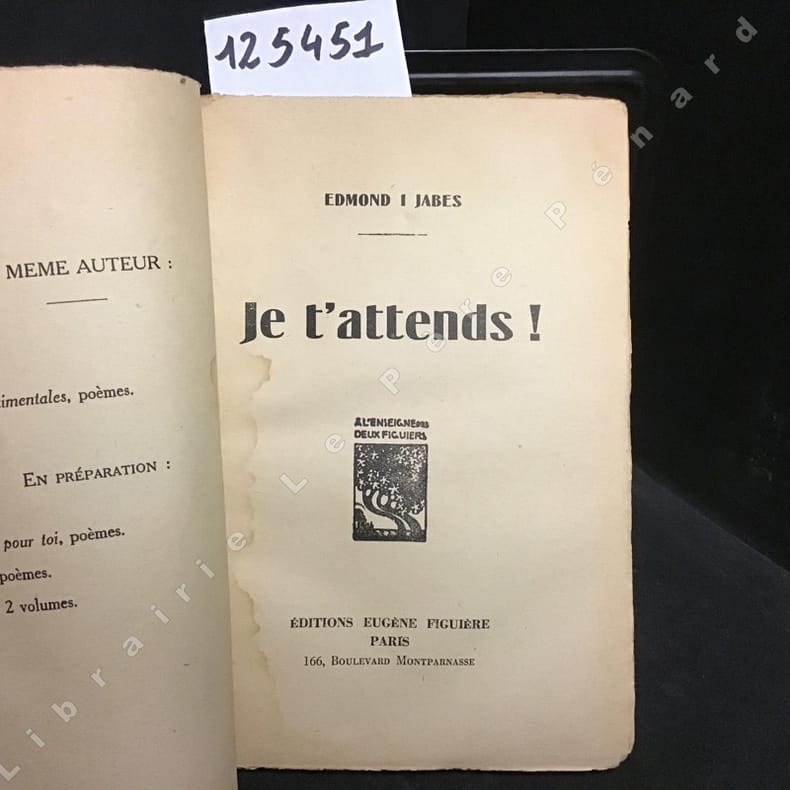 125451
MEME AUTEUR :
imentales, poèmes.
EN PRÉPARATION :
pour toi, poèmes.
poèmes.
2 volumes.
EDMOND I JABES
Je t'attends !
A L'ENSEIGNE DES
DEUX FIGUIERS
ÉDITIONS EUGÈNE FIGUIÈRE
PARIS
166, BOULEVARD MONTPARNASSE
Librairie Le Père Pénard